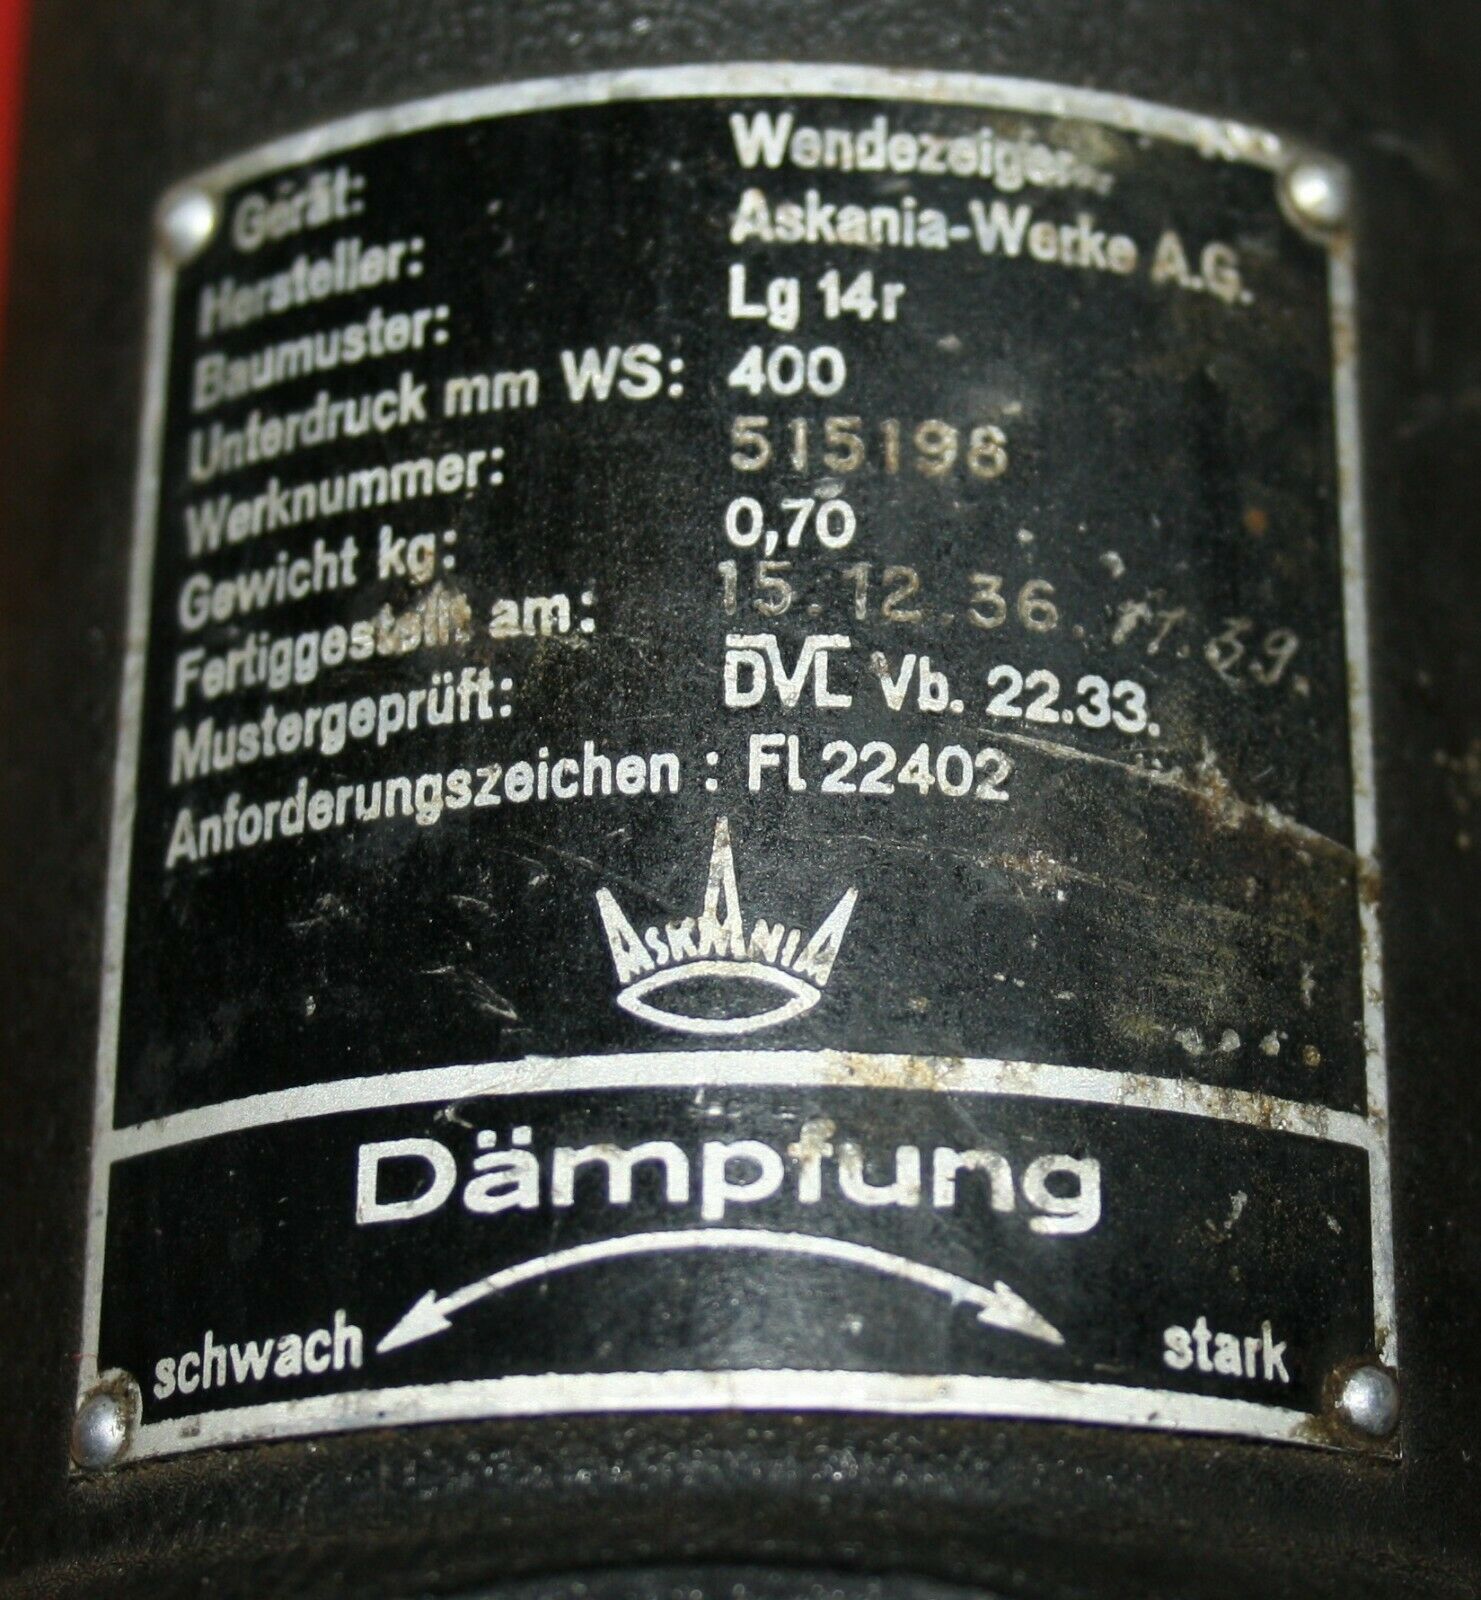 Gerät: Wendezeiger
Hersteller: Askania-Werke A.G.
Baumuster: Lg 14r
Unterdruck mm WS: 400
Werknummer: 515196
Gewicht kg: 0,70
Fertiggestellt am: 15.12.36.
Mustergeprüft: DVL Vb. 22.33.
Anforderungszeichen : Fl 22402
ASKANIA
Dämpfung
schwach stark